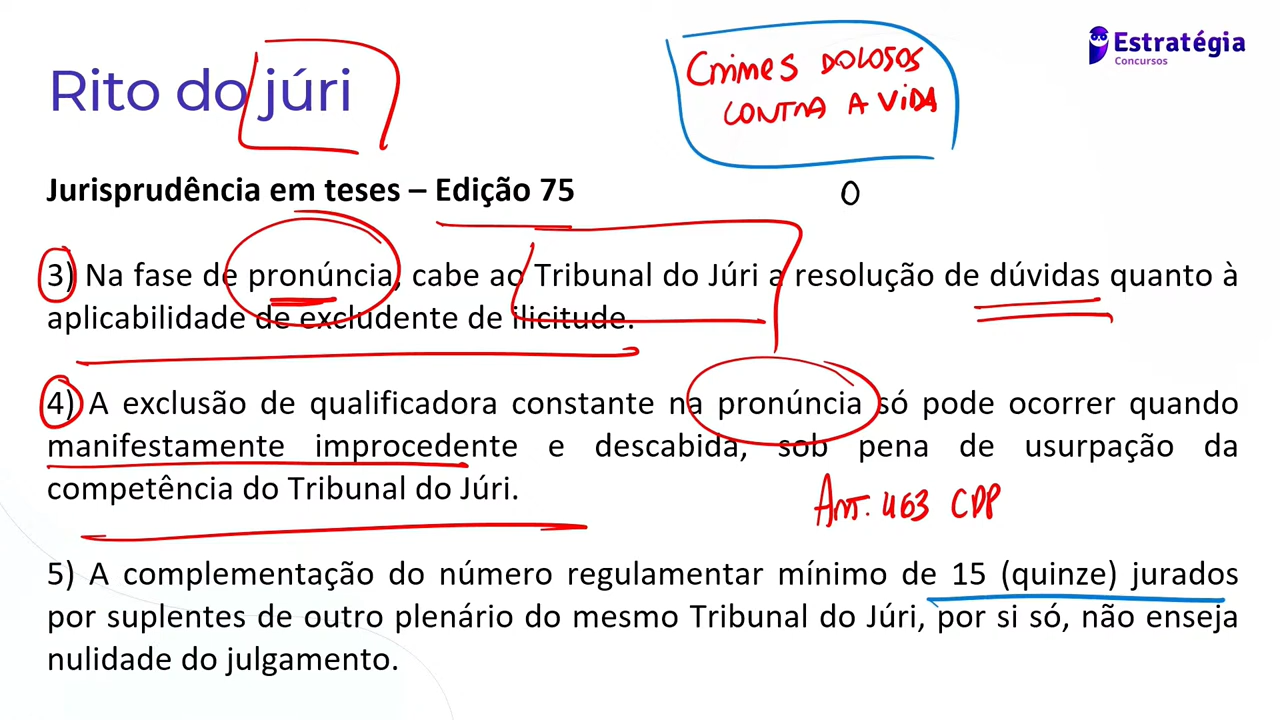 Rito do júri
Crimes DOLOSOS
CONTRA A VIDA
Estratégia
Concursos
Jurisprudência em teses – Edição 75
0
3) Na fase de pronúncia, cabe ao Tribunal do Júri a resolução de dúvidas quanto à
aplicabilidade de excludente de ilicitude.
4) A exclusão de qualificadora constante na pronúncia só pode ocorrer quando
manifestamente improcedente e descabida, sob pena de usurpação da
competência do Tribunal do Júri.
Art. 463 CPP
5) A complementação do número regulamentar mínimo de 15 (quinze) jurados
por suplentes de outro plenário do mesmo Tribunal do Júri, por si só, não enseja
nulidade do julgamento.